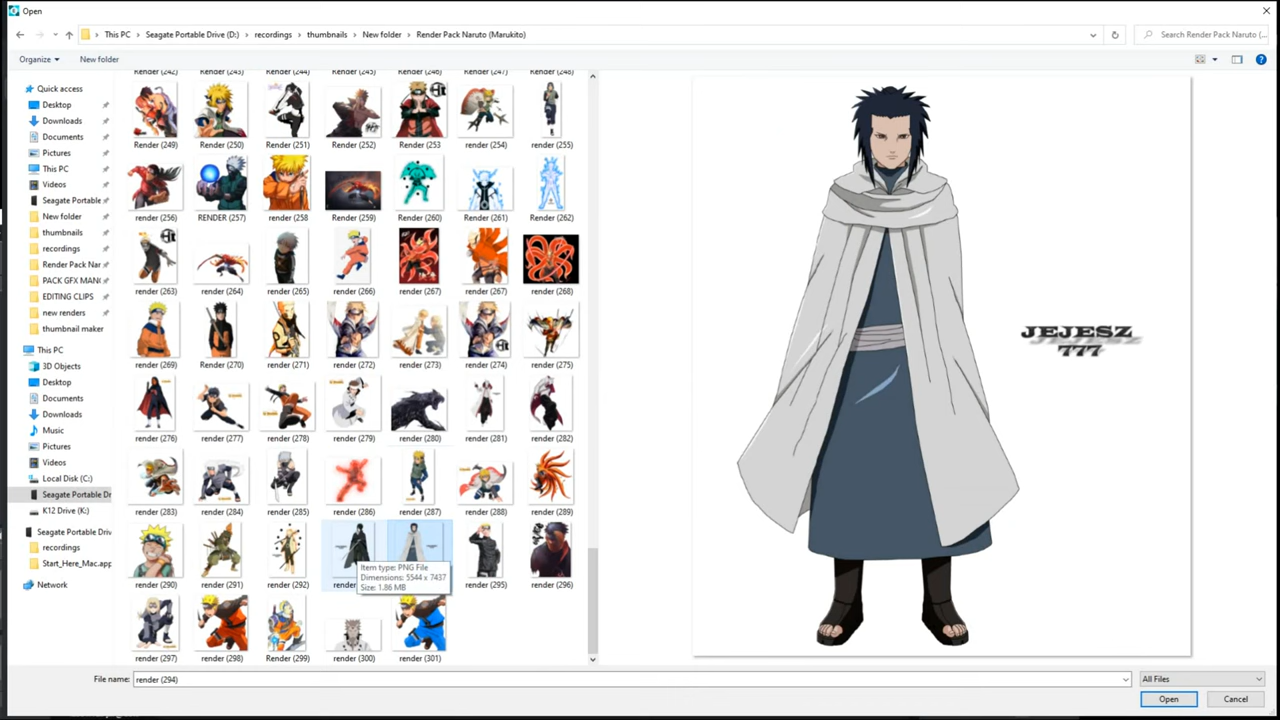 Open
This PC > Seagate Portable Drive (D:) > recordings > thumbnails > New folder > Render Pack Naruto (Marukito)
Search Render Pack Naruto (...
Organize
New folder
Quick access
Desktop
Downloads
Documents
Pictures
This PC
Videos
Seagate Portable
New folder
thumbnails
recordings
Render Pack Nar
PACK GFX MANG
EDITING CLIPS
new renders
thumbnail maker
This PC
3D Objects
Desktop
Documents
Downloads
Music
Pictures
Videos
Local Disk (C:)
Seagate Portable Dr
K12 Drive (K:)
Seagate Portable Driv
recordings
Start_Here_Mac.app
Network
Render (242) Render (243) Render (244) Render (245) Render (246) Render (247) Render (248)
Render (249) Render (250) Render (251) Render (252) Render (253 render (254) render (255)
render (256) RENDER (257) render (258 Render (259) Render (260) Render (261) Render (262)
render (263) render (264) render (265) render (266) render (267) render (267) render (268)
render (269) Render (270) render (271) render (272) render (273) render (274) render (275)
render (276) render (277) render (278) render (279) render (280) render (281) render (282)
render (283) render (284) render (285) render (286) render (287) render (288) render (289)
render (290) render (291) render (292) render render (295) render (296)
Item type: PNG File
Dimensions: 5544 x 7437
Size: 1.86 MB
render (297) render (298) Render (299) render (300) render (301)
JEJESZ
777
File name: render (294)
All Files
Open
Cancel